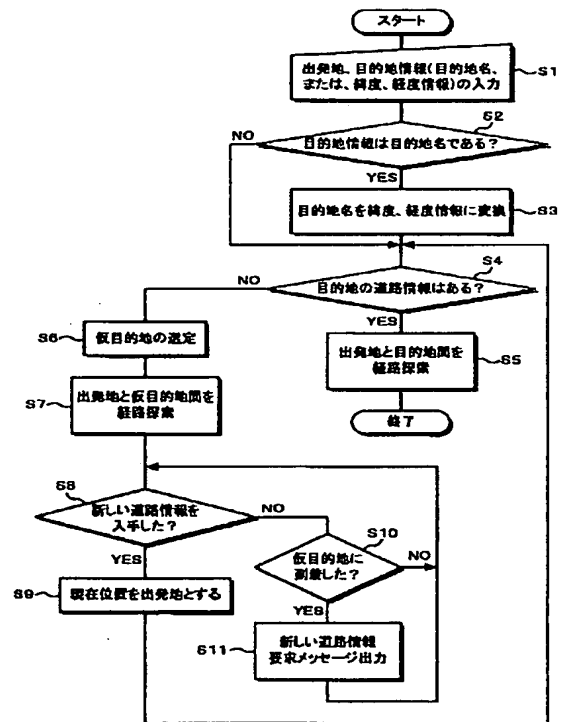 スタート
出発地、目的地情報(目的地名、
または、緯度、経度情報)の入力
S1
S2
NO
目的地情報は目的地名である?
YES
目的地名を緯度、経度情報に変換
S3
S4
NO
目的地の道路情報はある?
YES
S6
仮目的地の選定
出発地と目的地間を
経路探索
S5
S7
出発地と仮目的地間を
経路探索
終了
S8
新しい道路情報を
入手した?
NO
S10
YES
仮目的地に
到着した?
NO
S9
現在位置を出発地とする
YES
S11
新しい道路情報
要求メッセージ出力